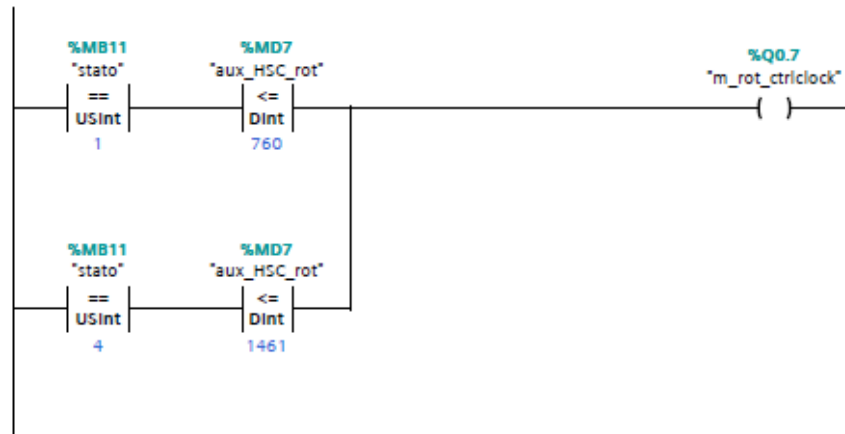 %MB11 %MD7
"stato" "aux_HSC_rot"
%Q0.7
"m_rot_ctrlclock"
== <=
USInt DInt
1 760
%MB11 %MD7
"stato" "aux_HSC_rot"
== <=
USInt DInt
4 1461